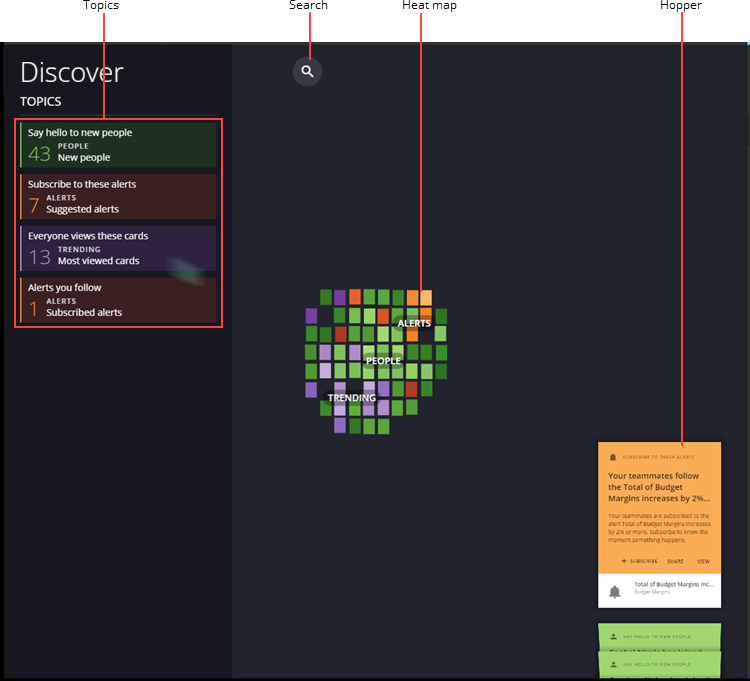 Topics
Search
Heat map
Hopper
Discover
TOPICS
Say hello to new people
43
PEOPLE
New people
Subscribe to these alerts
7
ALERTS
Suggested alerts
Everyone views these cards
13
TRENDING
Most viewed cards
Alerts you follow
1
ALERTS
Subscribed alerts
ALERTS
PEOPLE
TRENDING
SUBSCRIBE TO THESE ALERTS
Your teammates follow
the Total of Budget
Margins increases by 2%...
Your teammates are subscribed to the
alert Total of Budget Margins increases
by 2% or more. Subscribe to know the
moment something happens.
+ SUBSCRIBE SHARE VIEW
Total of Budget Margins inc...
Budget Margins
SAY HELLO TO NEW PEOPLE
SAY HELLO TO NEW PEOPLE